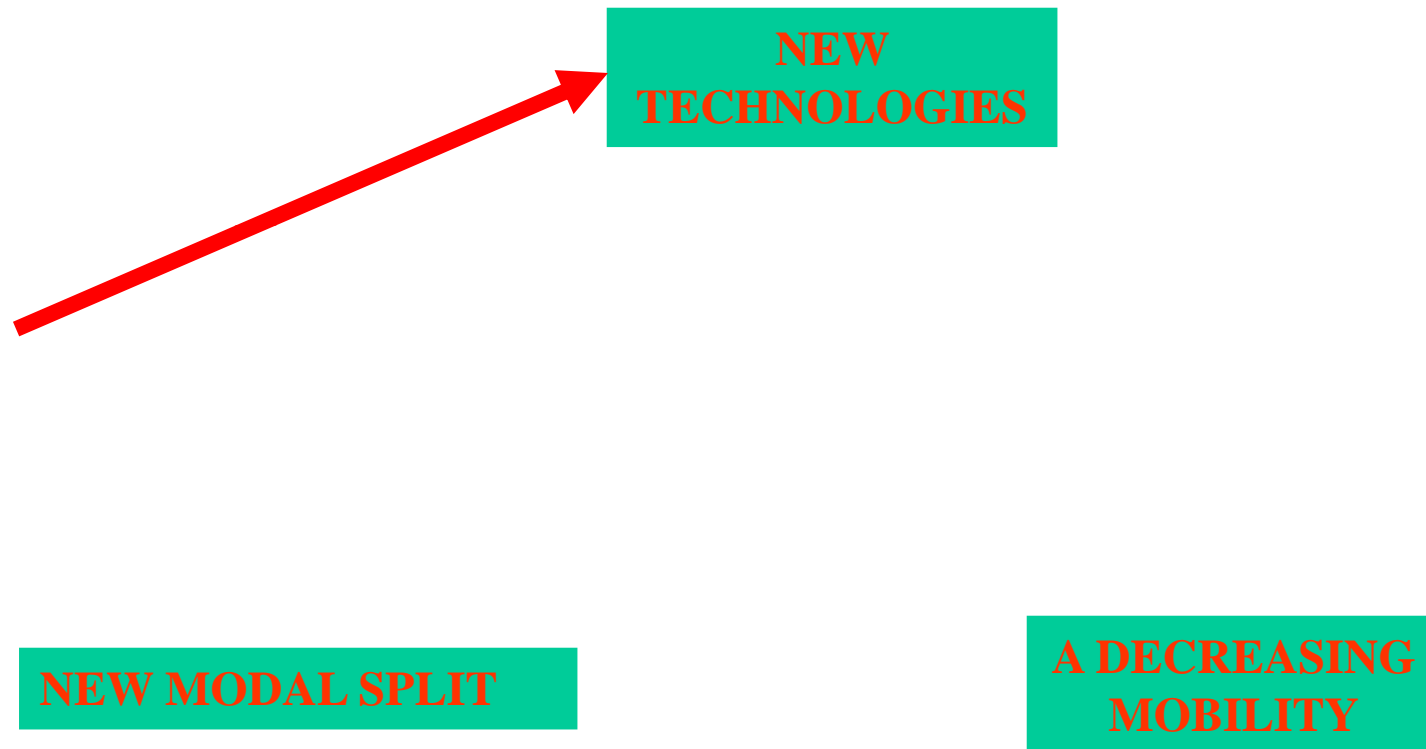 NEW
TECHNOLOGIES
NEW MODAL SPLIT
A DECREASING
MOBILITY